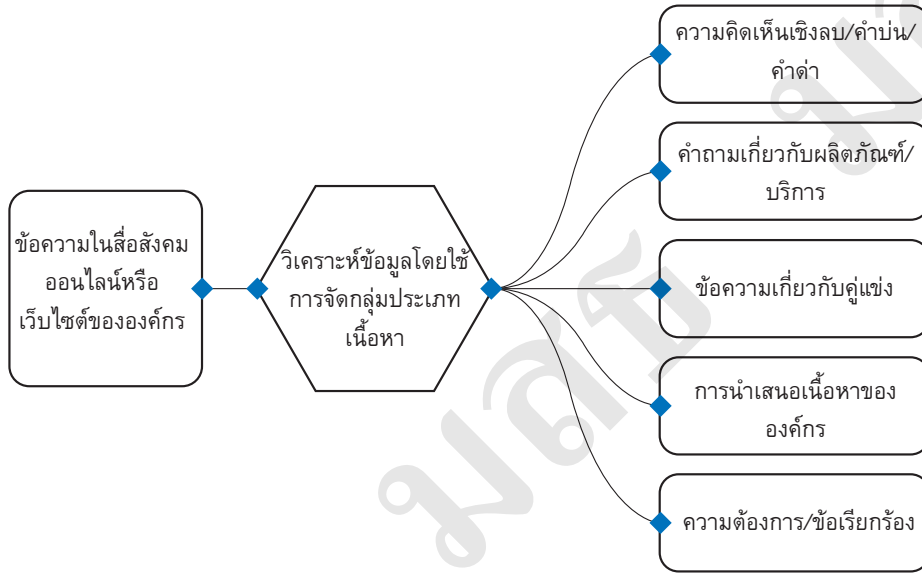 ข้อความในสื่อสังคม
ออนไลน์หรือ
เว็บไซต์ขององค์กร
วิเคราะห์ข้อมูลโดยใช้
การจัดกลุ่มประเภท
เนื้อหา
ความคิดเห็นเชิงลบ/คำบ่น/
คำด่า
คำถามเกี่ยวกับผลิตภัณฑ์/
บริการ
ข้อความเกี่ยวกับคู่แข่ง
การนำเสนอเนื้อหาของ
องค์กร
ความต้องการ/ข้อเรียกร้อง
มสธ